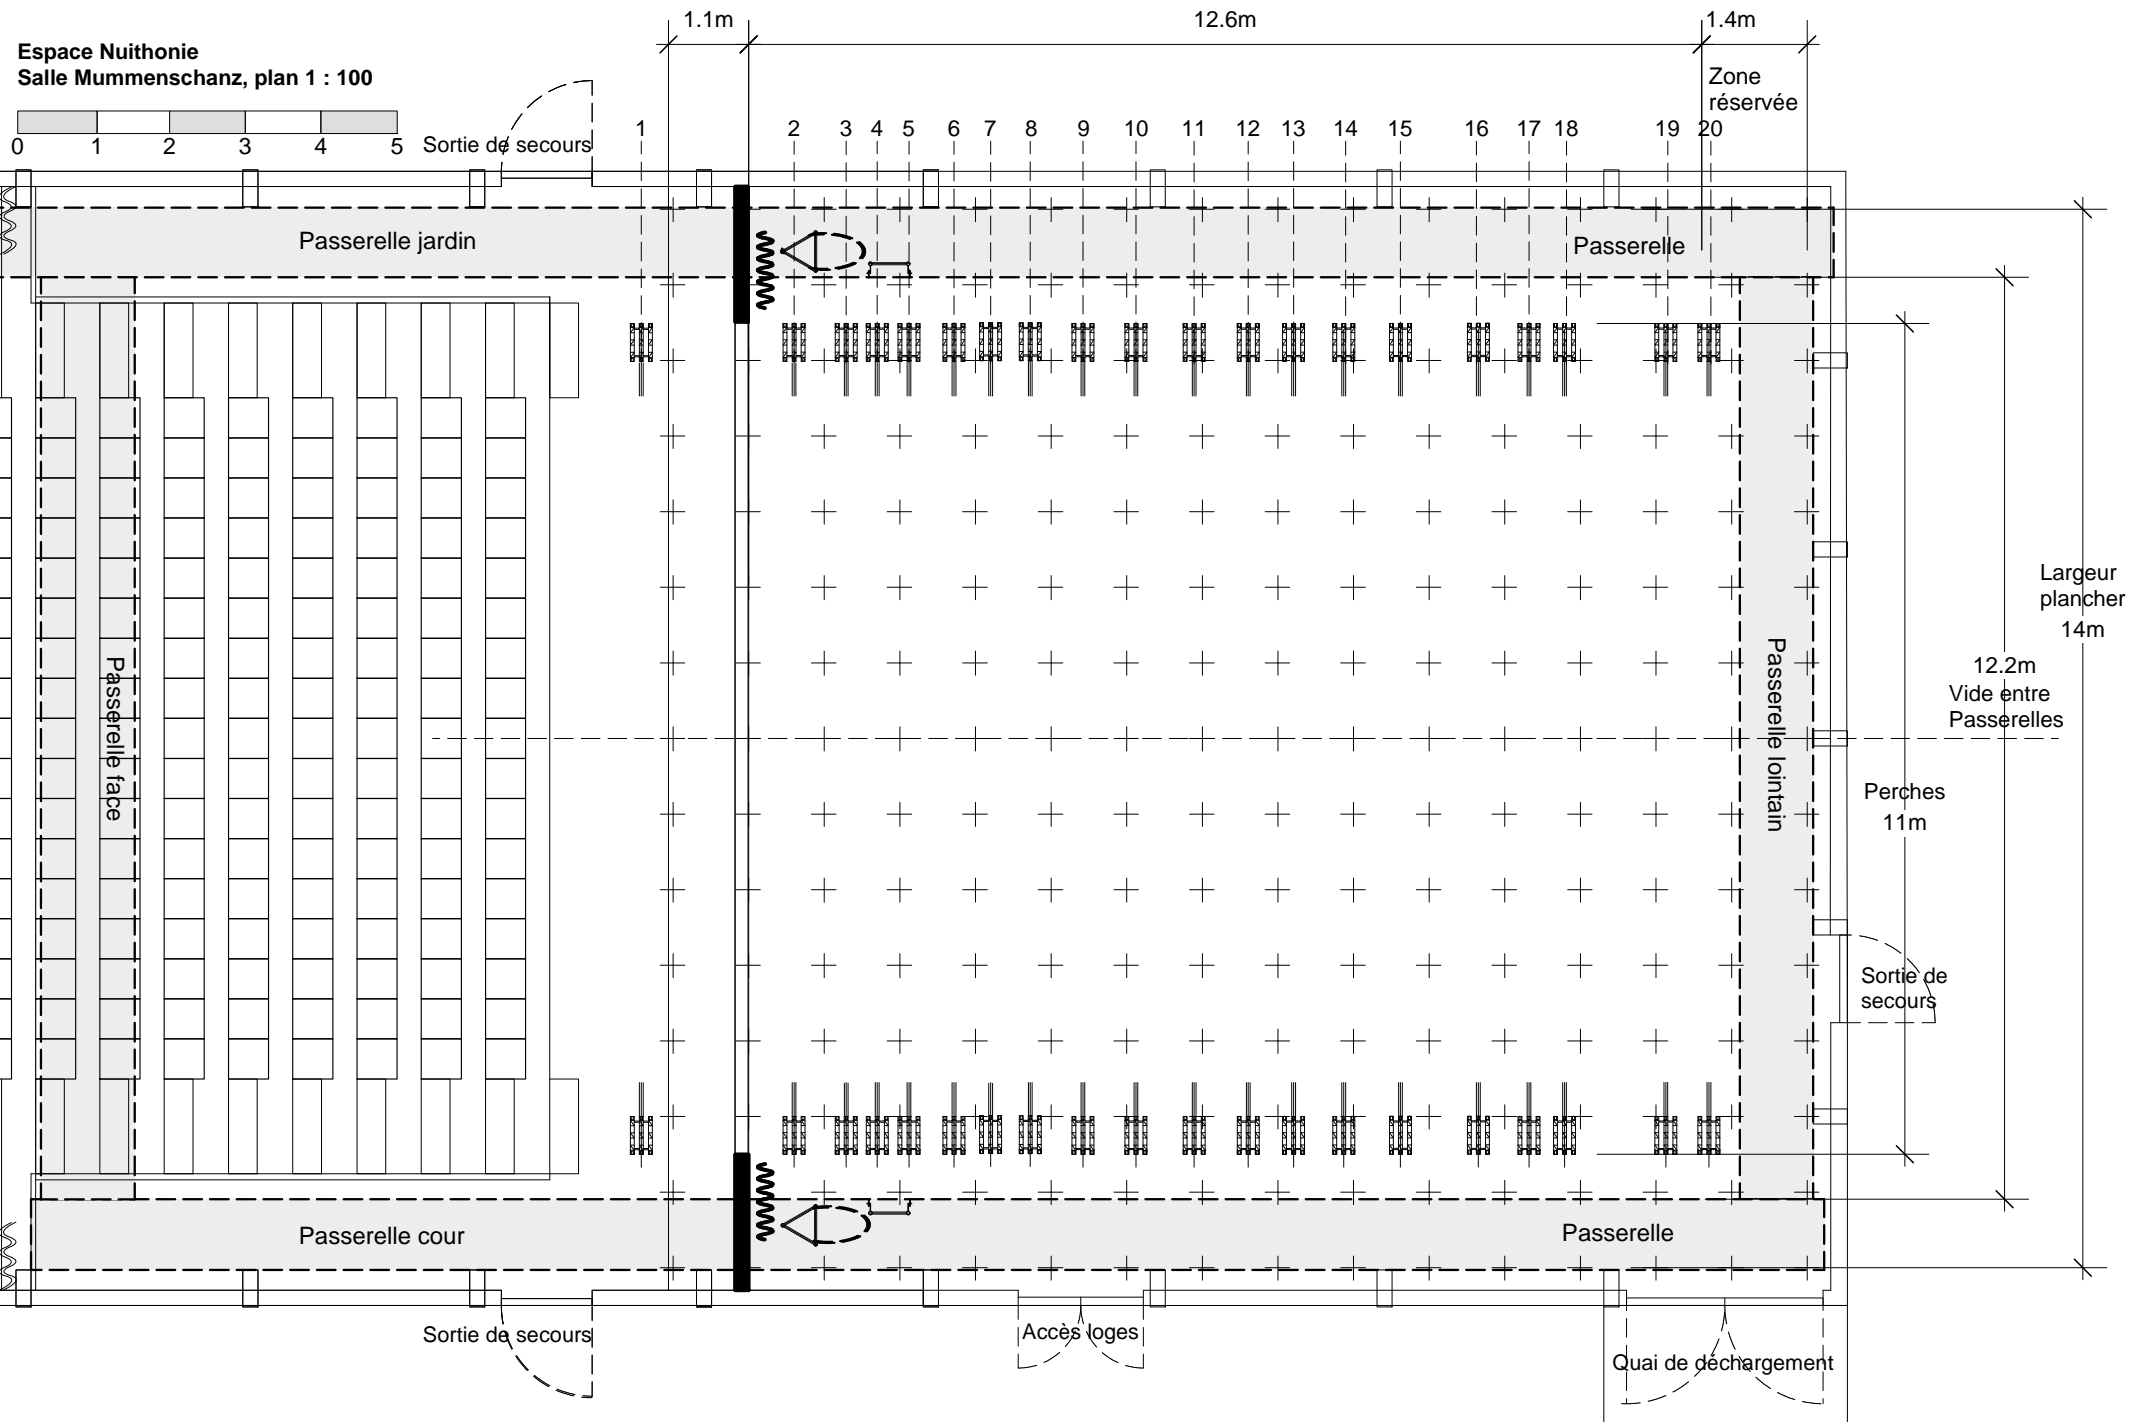 1.1m 12.6m 1.4m
Espace Nuithonie
Salle Mummenschanz, plan 1 : 100
Zone
réservée
0 1 2 3 4 5
Sortie de secours
1 2 3 4 5 6 7 8 9 10 11 12 13 14 15 16 17 18 19 20
Passerelle jardin
Passerelle
Passerelle face
Passerelle lointain
Largeur
plancher
14m
12.2m
Vide entre
Passerelles
Perches
11m
Sortie de
secours
Passerelle cour
Passerelle
Sortie de secours
Accès loges
Quai de déchargement